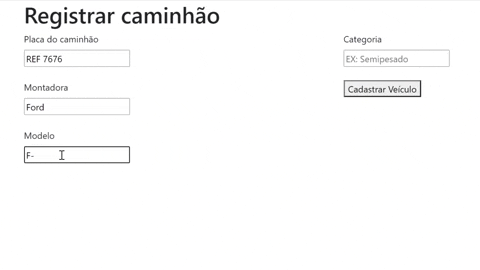 Registrar caminhão
Placa do caminhão
REF 7676
Montadora
Ford
Modelo
F-
Categoria
EX: Semipesado
Cadastrar Veículo